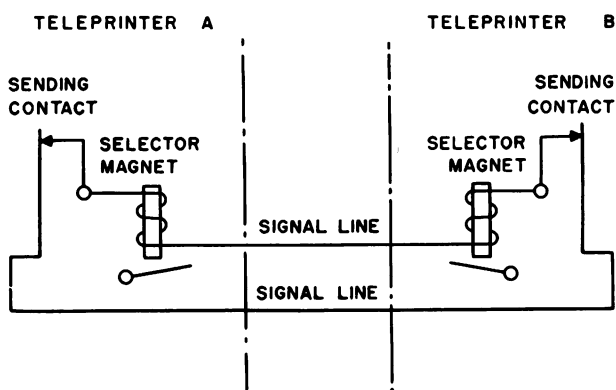 TELEPRINTER A
TELEPRINTER B
SENDING
CONTACT
SENDING
CONTACT
SELECTOR
MAGNET
SELECTOR
MAGNET
SIGNAL LINE
SIGNAL LINE